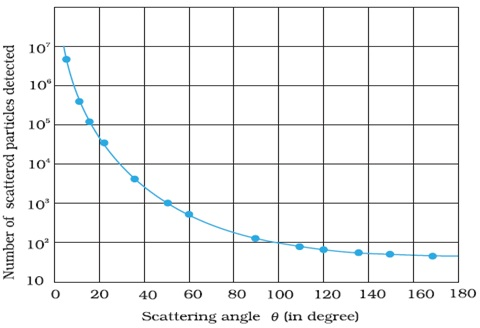 Number of scattered particles detected
10⁷
10⁶
10⁵
10⁴
10³
10²
10
0 20 40 60 80 100 120 140 160 180
Scattering angle θ (in degree)